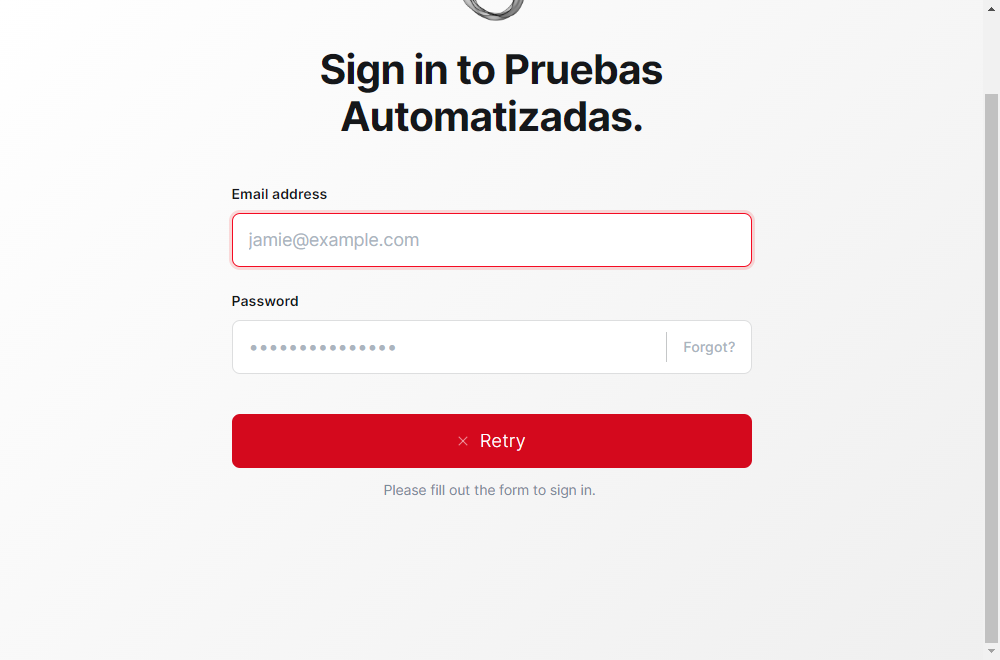 Sign in to Pruebas
Automatizadas.
Email address
jamie@example.com
Password
●●●●●●●●●●●●●●●
Forgot?
× Retry
Please fill out the form to sign in.